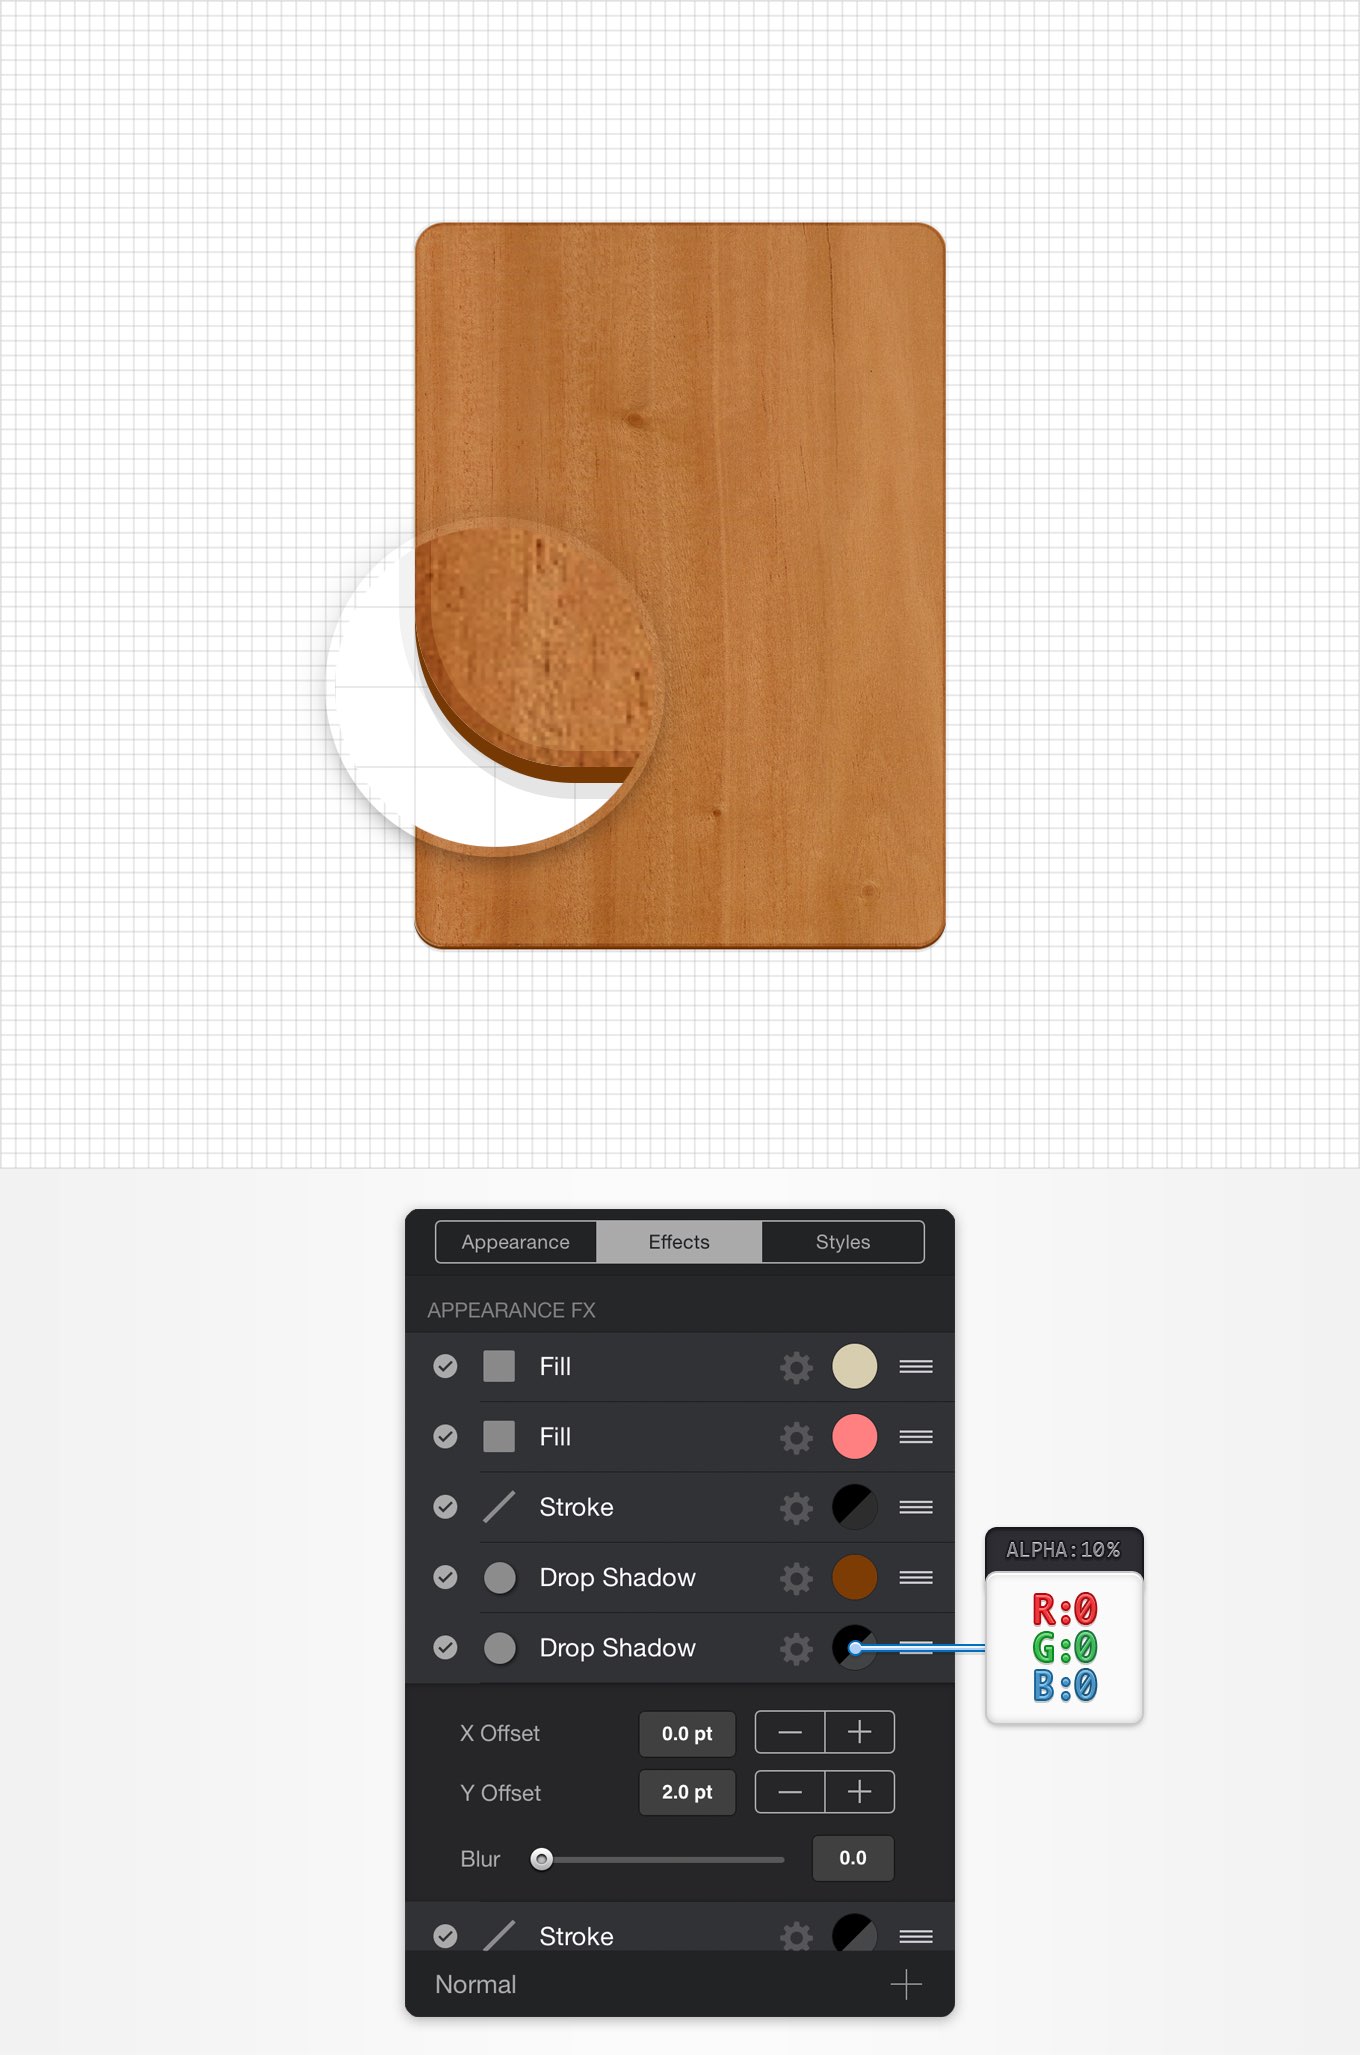 Appearance Effects Styles
APPEARANCE FX
Fill
Fill
Stroke
Drop Shadow
Drop Shadow
ALPHA:10%
R:0
G:0
B:0
X Offset 0.0 pt
Y Offset 2.0 pt
Blur 0.0
Stroke
Normal